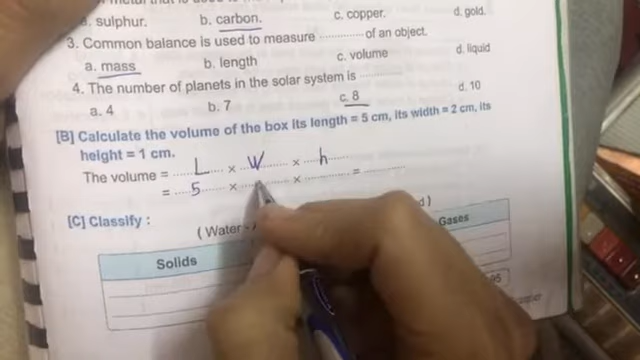 a. sulphur. b. carbon. c. copper. d. gold.
3. Common balance is used to measure .............. of an object.
a. mass b. length c. volume d. liquid
4. The number of planets in the solar system is ............
a. 4 b. 7 c. 8 d. 10
[B] Calculate the volume of the box its length = 5 cm, its width = 2 cm, its
height = 1 cm.
The volume = ...... L ...... × ... W ....... × .... h ......
= .... 5 ....... × ............... × ............... = ............
[C] Classify :
( Water -
Solids Gases
95